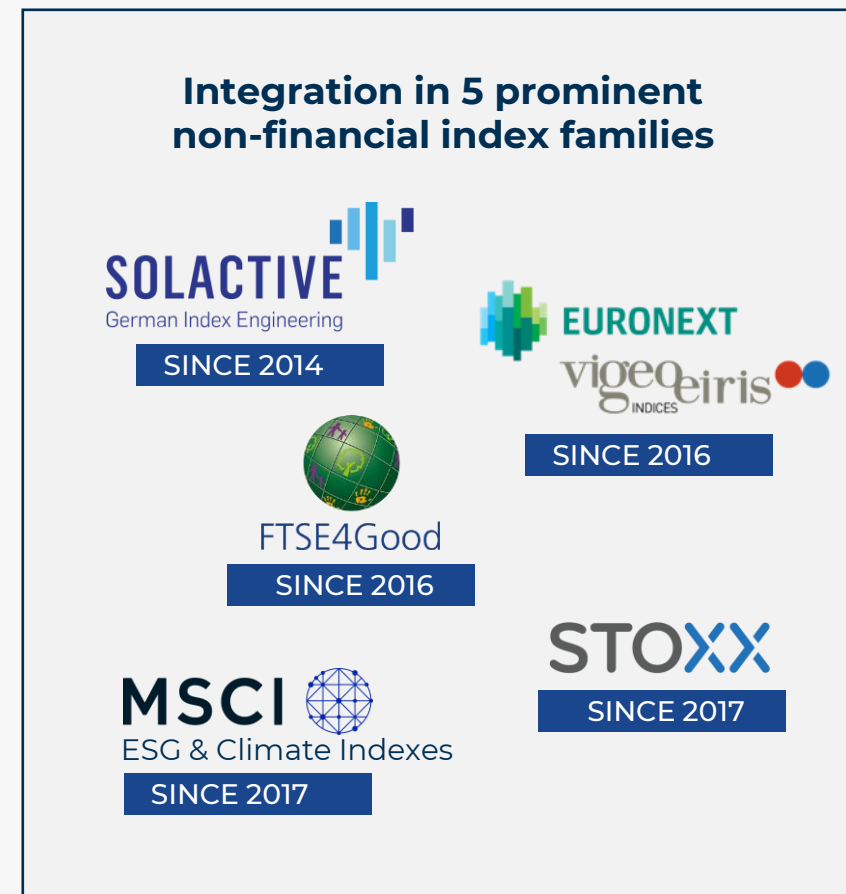 Integration in 5 prominent
non-financial index families
SOLACTIVE
German Index Engineering
SINCE 2014
EURONEXT
vigeoeiris
INDICES
SINCE 2016
FTSE4Good
SINCE 2016
STOXX
SINCE 2017
MSCI
ESG & Climate Indexes
SINCE 2017